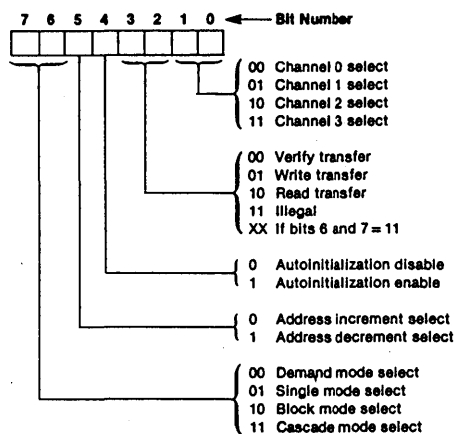 7 6 5 4 3 2 1 0 Bit Number
00 Channel 0 select
01 Channel 1 select
10 Channel 2 select
11 Channel 3 select
00 Verify transfer
01 Write transfer
10 Read transfer
11 Illegal
XX If bits 6 and 7 = 11
0 Autoinitialization disable
1 Autoinitialization enable
0 Address increment select
1 Address decrement select
00 Demand mode select
01 Single mode select
10 Block mode select
11 Cascade mode select